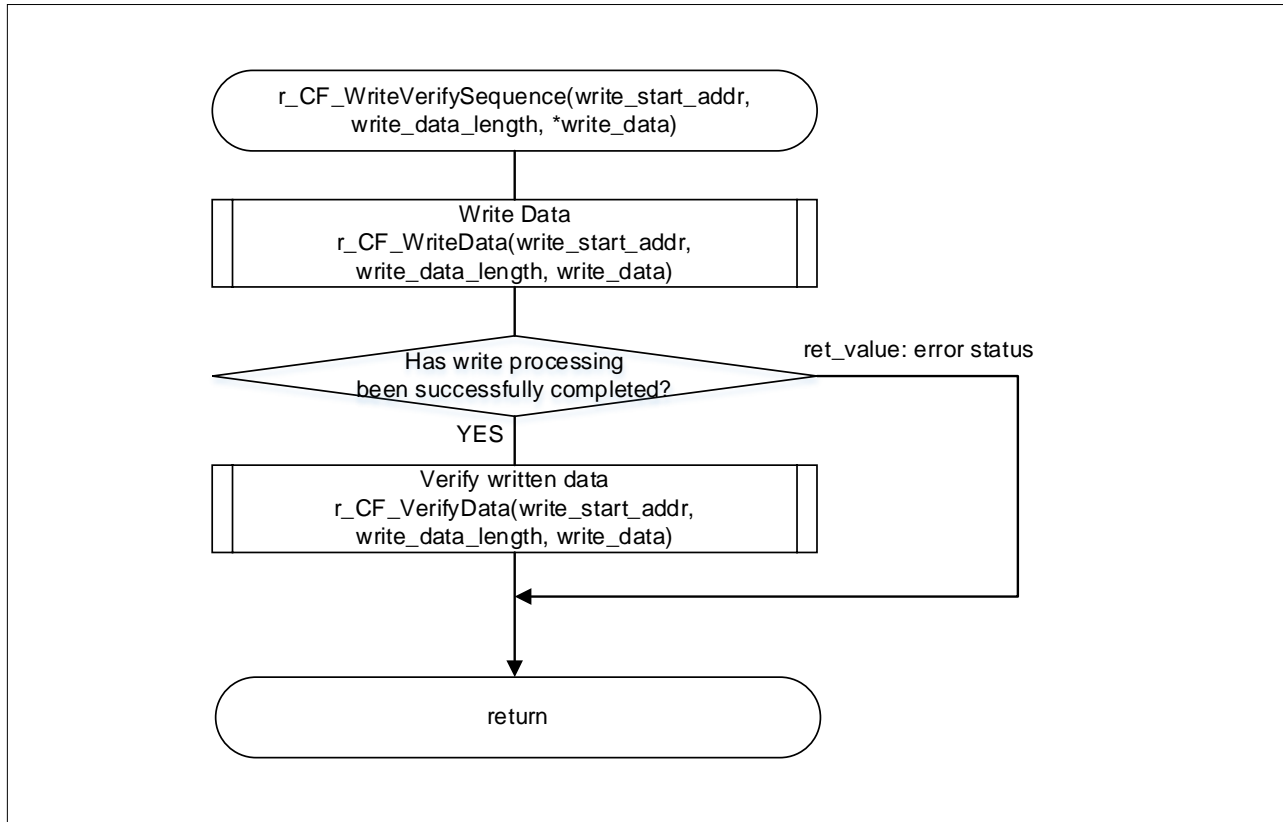 r_CF_WriteVerifySequence(write_start_addr,
write_data_length, *write_data)
Write Data
r_CF_WriteData(write_start_addr,
write_data_length, write_data)
Has write processing
been successfully completed?
ret_value: error status
YES
Verify written data
r_CF_VerifyData(write_start_addr,
write_data_length, write_data)
return